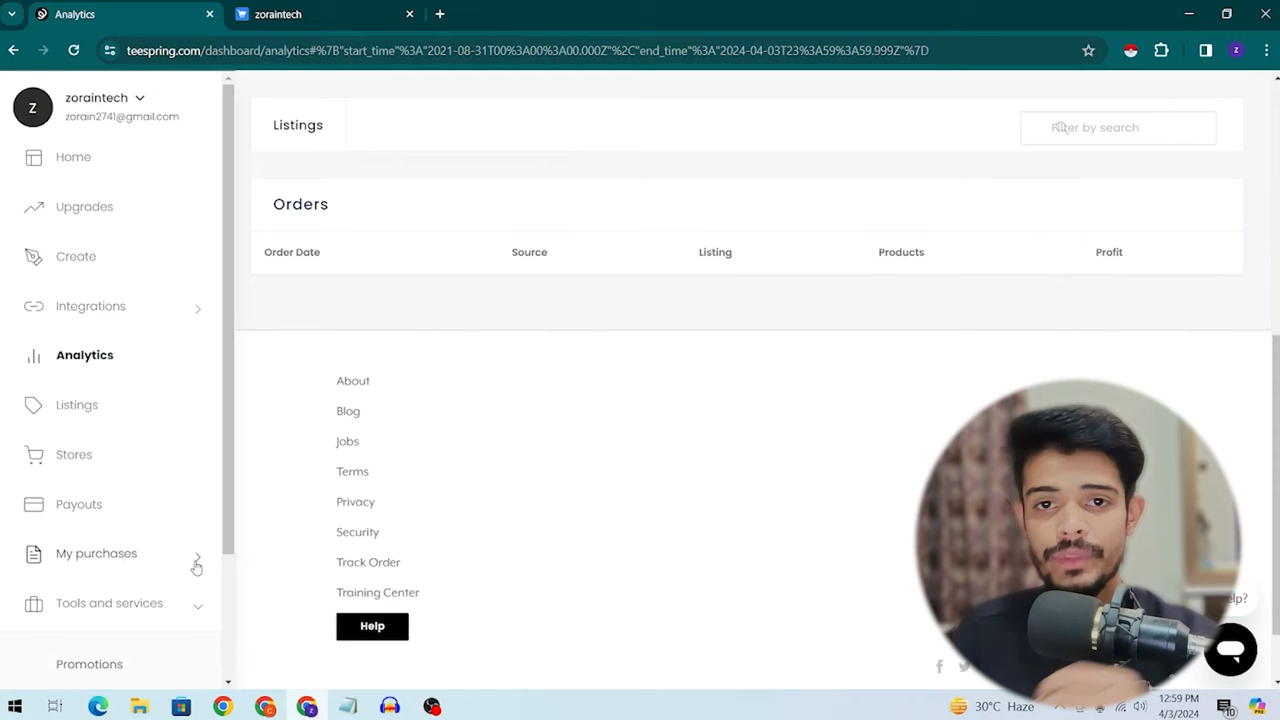 Analytics
zoraintech
teespring.com/dashboard/analytics#%7B"start_time"%3A"2021-08-31T00%3A00%3A00.000Z"%2C"end_time"%3A"2024-04-03T23%3A59%3A59.999Z"%7D
Z
Z
zoraintech
zorain2741@gmail.com
Home
Upgrades
Create
Integrations
Analytics
Listings
Stores
Payouts
My purchases
Tools and services
Promotions
Listings
Filter by search
Orders
Order Date Source Listing Products Profit
About
Blog
Jobs
Terms
Privacy
Security
Track Order
Training Center
Help
elp?
30°C Haze
12:59 PM
4/3/2024